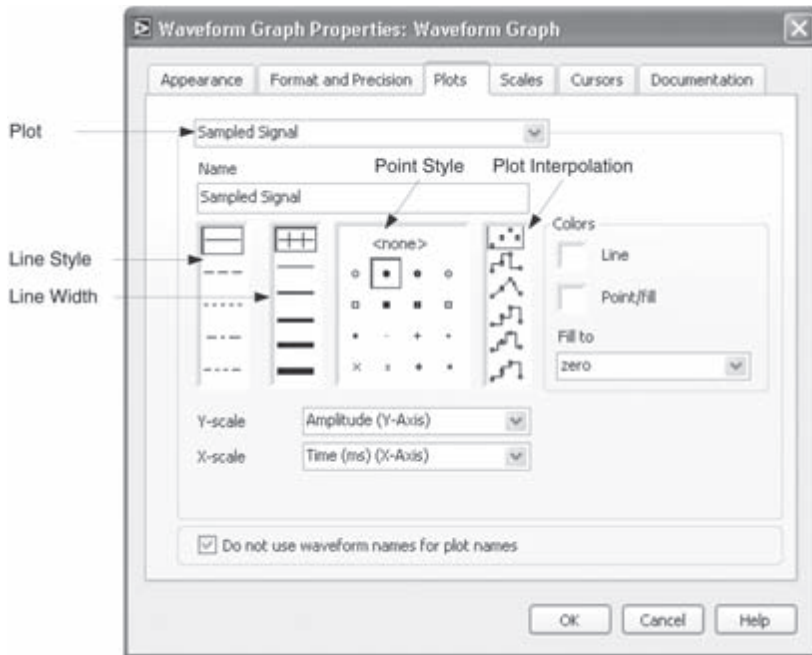 Waveform Graph Properties: Waveform Graph
Appearance Format and Precision Plots Scales Cursors Documentation
Plot
Sampled Signal
Name
Point Style
Plot Interpolation
Sampled Signal
Line Style
Line Width
<none>
Colors
Line
Point/fill
Fill to
zero
Y-scale Amplitude (Y-Axis)
X-scale Time (ms) (X-Axis)
Do not use waveform names for plot names
OK Cancel Help